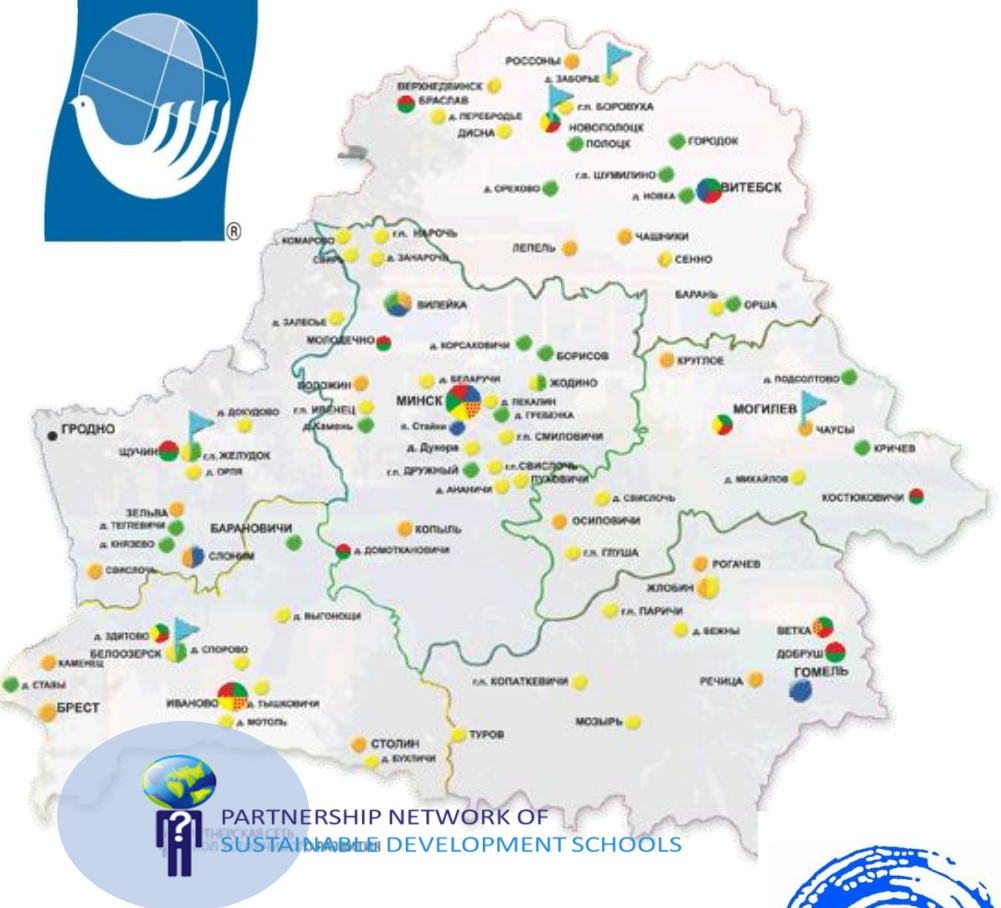 ®
РОССОНЫ
д. ЗАБОРЬЕ
ВЕРХНЕДВИНСК
БРАСЛАВ
г.п. БОРОВУХА
д. ПЕРЕБРОДЬЕ
НОВОПОЛОЦК
ДИСНА
ПОЛОЦК
ГОРОДОК
г.п. ШУМИЛИНО
д. ОРЕХОВО
д. НОВКА
ВИТЕБСК
КОМАРОВО
г.п. НАРОЧЬ
ЧАШНИКИ
ЛЕПЕЛЬ
СВИРЬ
д. ЗАНАРОЧЬ
СЕННО
БАРАНЬ
ОРША
ВИЛЕЙКА
д. ЗАЛЕСЬЕ
МОЛОДЕЧНО
д. КОРСАКОВИЧИ
БОРИСОВ
КРУГЛОЕ
д. ПОДСОЛТОВО
д. БЕЛАРУЧИ
ЖОДИНО
ВОЛОЖИН
МИНСК
д. ПЕКАЛИН
г.п. ИВЕНЕЦ
д. ГРЕБЕНКА
МОГИЛЕВ
д. ДОКУДОВО
д.Камень
п. Стайки
ЧАУСЫ
ГРОДНО
г.п. СМИЛОВИЧИ
КРИЧЕВ
ЩУЧИН
г.п. ЖЕЛУДОК
д. Дукора
г.п. СВИСЛОЧЬ
д. ОРЛЯ
г.п. ДРУЖНЫЙ
ПУХОВИЧИ
д. МИХАЙЛОВ
д. АНАНИЧИ
д. СВИСЛОЧЬ
КОСТЮКОВИЧИ
ЗЕЛЬВА
ОСИПОВИЧИ
д. ТЕГЛЕВИЧИ
БАРАНОВИЧИ
КОПЫЛЬ
д. КНЯЗЕВО
СЛОНИМ
д. ДОМОТКАНОВИЧИ
г.п. ГЛУША
СВИСЛОЧЬ
РОГАЧЕВ
ЖЛОБИН
г.п. ПАРИЧИ
д. ВЫГОНОЩИ
д. ВЕЖНЫ
ВЕТКА
д. ЗДИТОВО
БЕЛООЗЕРСК
д. СПОРОВО
ДОБРУШ
КАМЕНЕЦ
ГОМЕЛЬ
д. СТАВЫ
г.п. КОПАТКЕВИЧИ
РЕЧИЦА
БРЕСТ
ИВАНОВО
д. ТЫШКОВИЧИ
д. МОТОЛЬ
МОЗЫРЬ
ТУРОВ
СТОЛИН
д. БУХЛИЧИ
?
PARTNERSHIP NETWORK OF
SUSTAINABLE DEVELOPMENT SCHOOLS